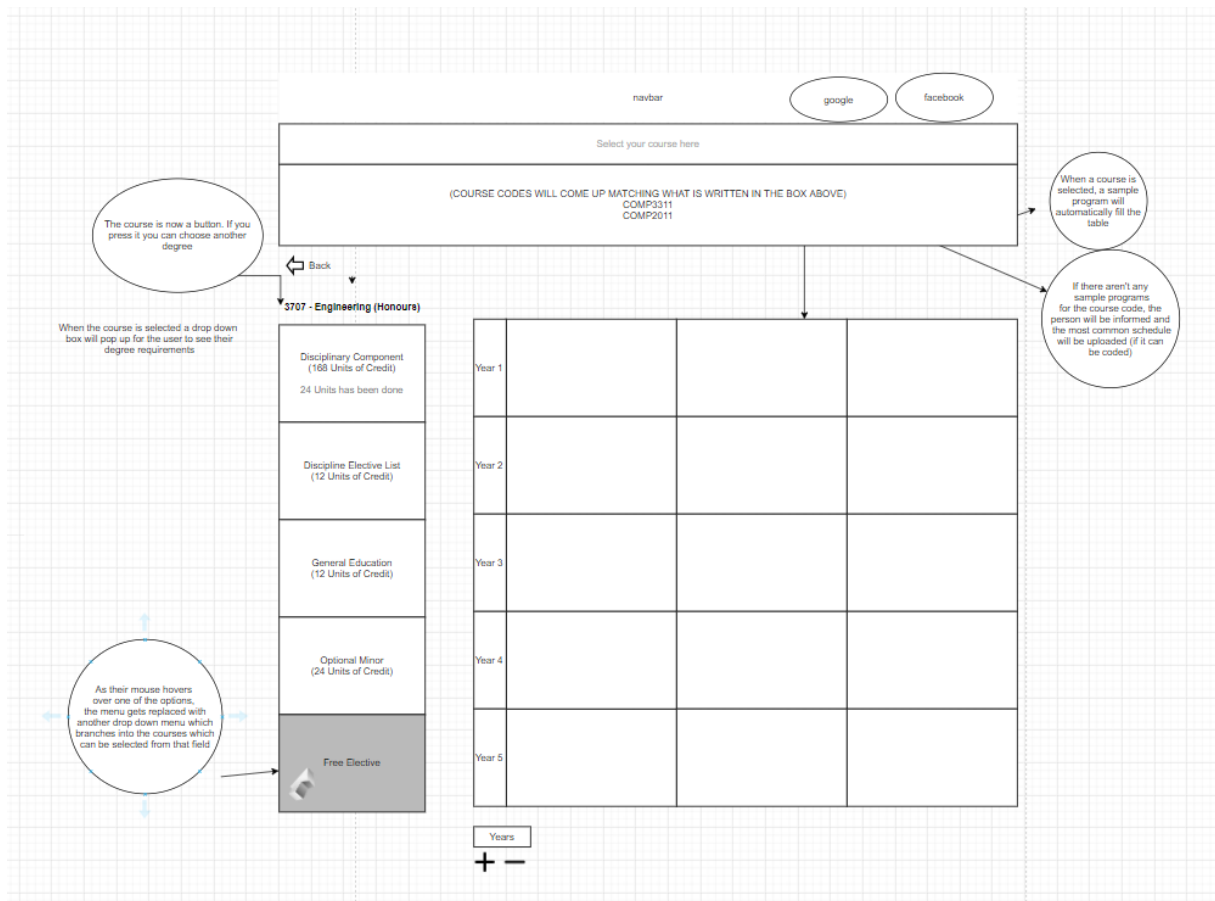 navbar
google
facebook
Select your course here
(COURSE CODES WILL COME UP MATCHING WHAT IS WRITTEN IN THE BOX ABOVE)
COMP3311
COMP2011
When a course is
selected, a sample
program will
automatically fill the
table
The course is now a button. If you
press it you can choose another
degree
Back
If there aren't any
sample programs
for the course code, the
person will be informed and
the most common schedule
will be uploaded (if it can
be coded)
3707 - Engineering (Honours)
When the course is selected a drop down
box will pop up for the user to see their
degree requirements
Disciplinary Component
(168 Units of Credit)
24 Units has been done
Discipline Elective List
(12 Units of Credit)
General Education
(12 Units of Credit)
Optional Minor
(24 Units of Credit)
Free Elective
As their mouse hovers
over one of the options,
the menu gets replaced with
another drop down menu which
branches into the courses which
can be selected from that field
Year 1
Year 2
Year 3
Year 4
Year 5
Years
+ −